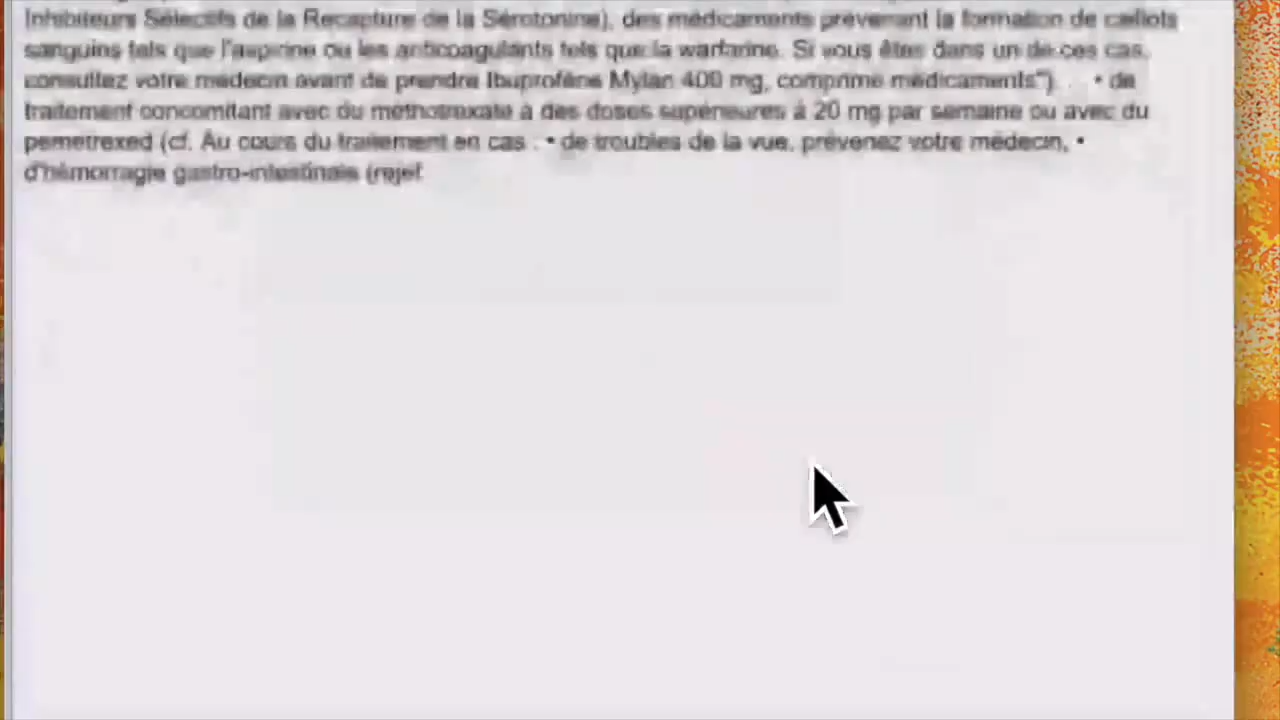 Inhibiteurs Sélectifs de la Recapture de la Sérotonine), des médicaments prévenant la formation de caillots
sanguins tels que l'aspirine ou les anticoagulants tels que la warfarine. Si vous êtes dans un de ces cas,
consultez votre médecin avant de prendre Ibuprofène Mylan 400 mg, comprimé médicaments"). . . • de
traitement concomitant avec du méthotrexate à des doses supérieures à 20 mg par semaine ou avec du
pemetrexed (cf. Au cours du traitement en cas : • de troubles de la vue, prévenez votre médecin, •
d'hémorragie gastro-intestinale (rejet